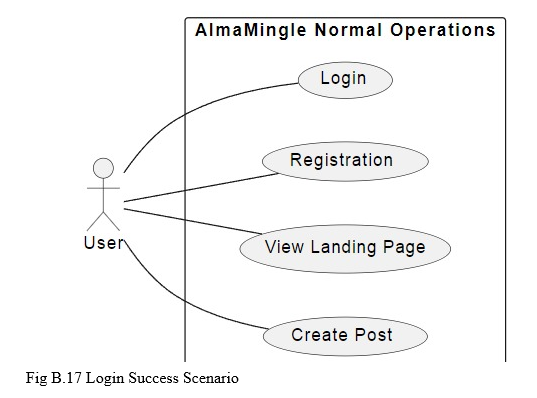 AlmaMingle Normal Operations
Login
Registration
User
View Landing Page
Create Post
Fig B.17 Login Success Scenario